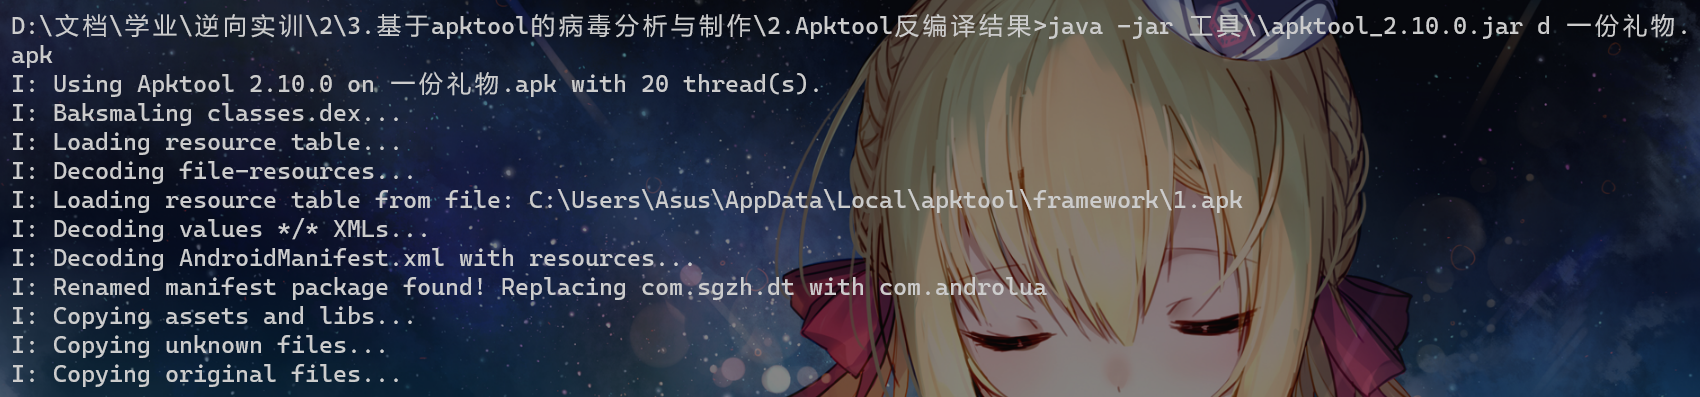 D:\文档\学业\逆向实训\2\3.基于apktool的病毒分析与制作\2.Apktool反编译结果>java -jar 工具\\apktool_2.10.0.jar d 一份礼物.
apk
I: Using Apktool 2.10.0 on 一份礼物.apk with 20 thread(s).
I: Baksmaling classes.dex...
I: Loading resource table...
I: Decoding file-resources...
I: Loading resource table from file: C:\Users\Asus\AppData\Local\apktool\framework\1.apk
I: Decoding values */* XMLs...
I: Decoding AndroidManifest.xml with resources...
I: Renamed manifest package found! Replacing com.sgzh.dt with com.androlua
I: Copying assets and libs...
I: Copying unknown files...
I: Copying original files...